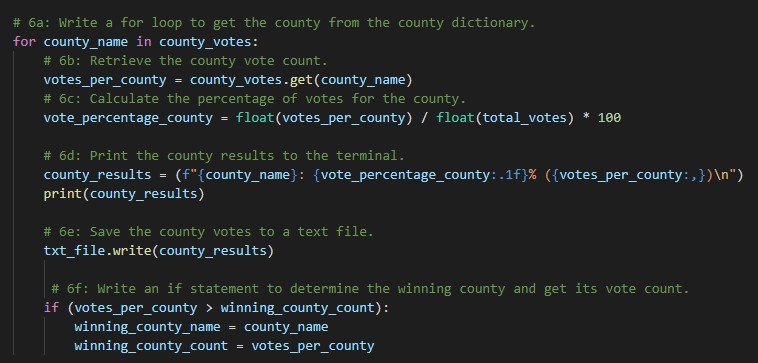 # 6a: Write a for loop to get the county from the county dictionary.
for county_name in county_votes:
    # 6b: Retrieve the county vote count.
    votes_per_county = county_votes.get(county_name)
    # 6c: Calculate the percentage of votes for the county.
    vote_percentage_county = float(votes_per_county) / float(total_votes) * 100
    # 6d: Print the county results to the terminal.
    county_results = (f"{county_name}: {vote_percentage_county:.1f}% ({votes_per_county:,})\n")
    print(county_results)
    # 6e: Save the county votes to a text file.
    txt_file.write(county_results)
     # 6f: Write an if statement to determine the winning county and get its vote count.
    if (votes_per_county > winning_county_count):
        winning_county_name = county_name
        winning_county_count = votes_per_county